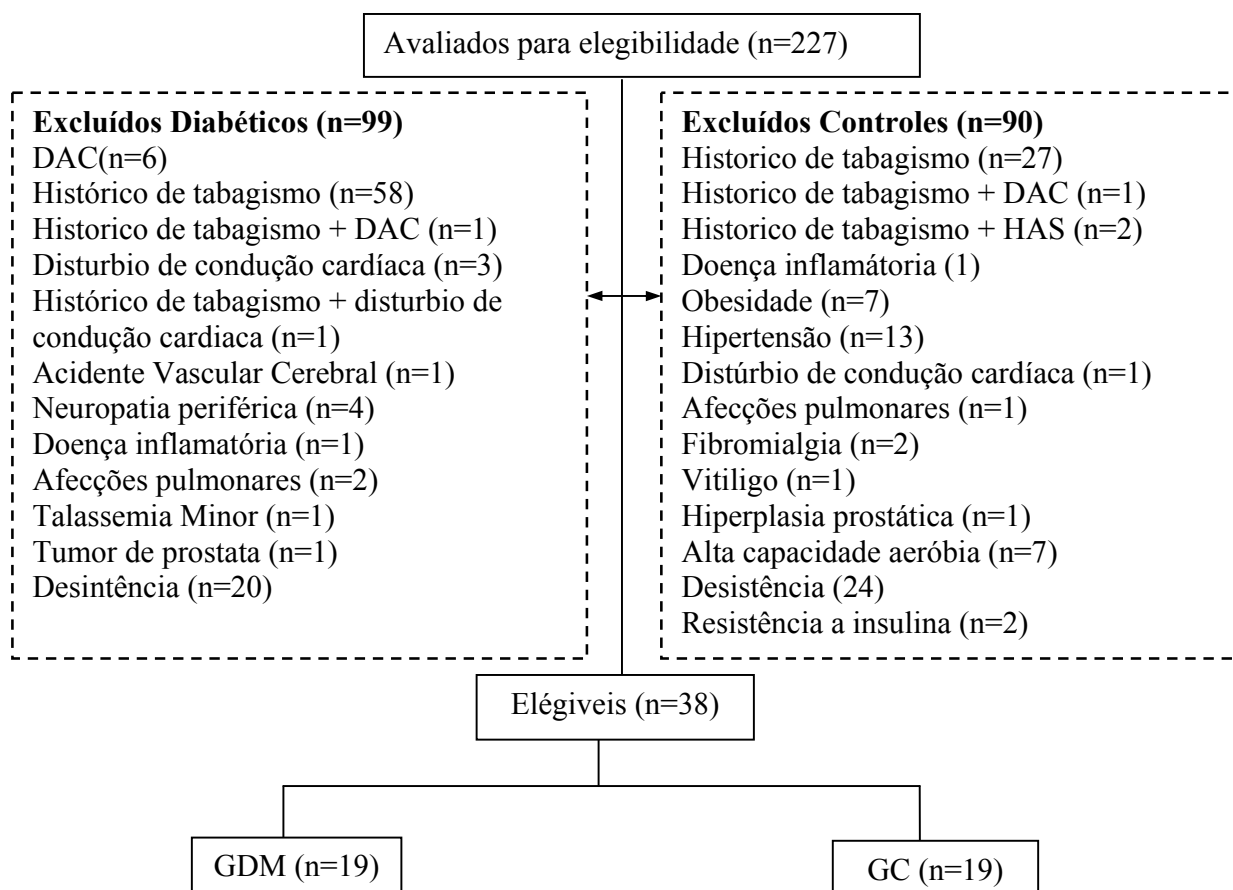 Avaliados para elegibilidade (n=227)
Excluídos Diabéticos (n=99)
DAC(n=6)
Histórico de tabagismo (n=58)
Historico de tabagismo + DAC (n=1)
Disturbio de condução cardíaca (n=3)
Histórico de tabagismo + disturbio de
condução cardiaca (n=1)
Acidente Vascular Cerebral (n=1)
Neuropatia periférica (n=4)
Doença inflamatória (n=1)
Afecções pulmonares (n=2)
Talassemia Minor (n=1)
Tumor de prostata (n=1)
Desintência (n=20)
Excluídos Controles (n=90)
Historico de tabagismo (n=27)
Historico de tabagismo + DAC (n=1)
Historico de tabagismo + HAS (n=2)
Doença inflamátoria (1)
Obesidade (n=7)
Hipertensão (n=13)
Distúrbio de condução cardíaca (n=1)
Afecções pulmonares (n=1)
Fibromialgia (n=2)
Vitiligo (n=1)
Hiperplasia prostática (n=1)
Alta capacidade aeróbia (n=7)
Desistência (24)
Resistência a insulina (n=2)
Elégiveis (n=38)
GDM (n=19)
GC (n=19)